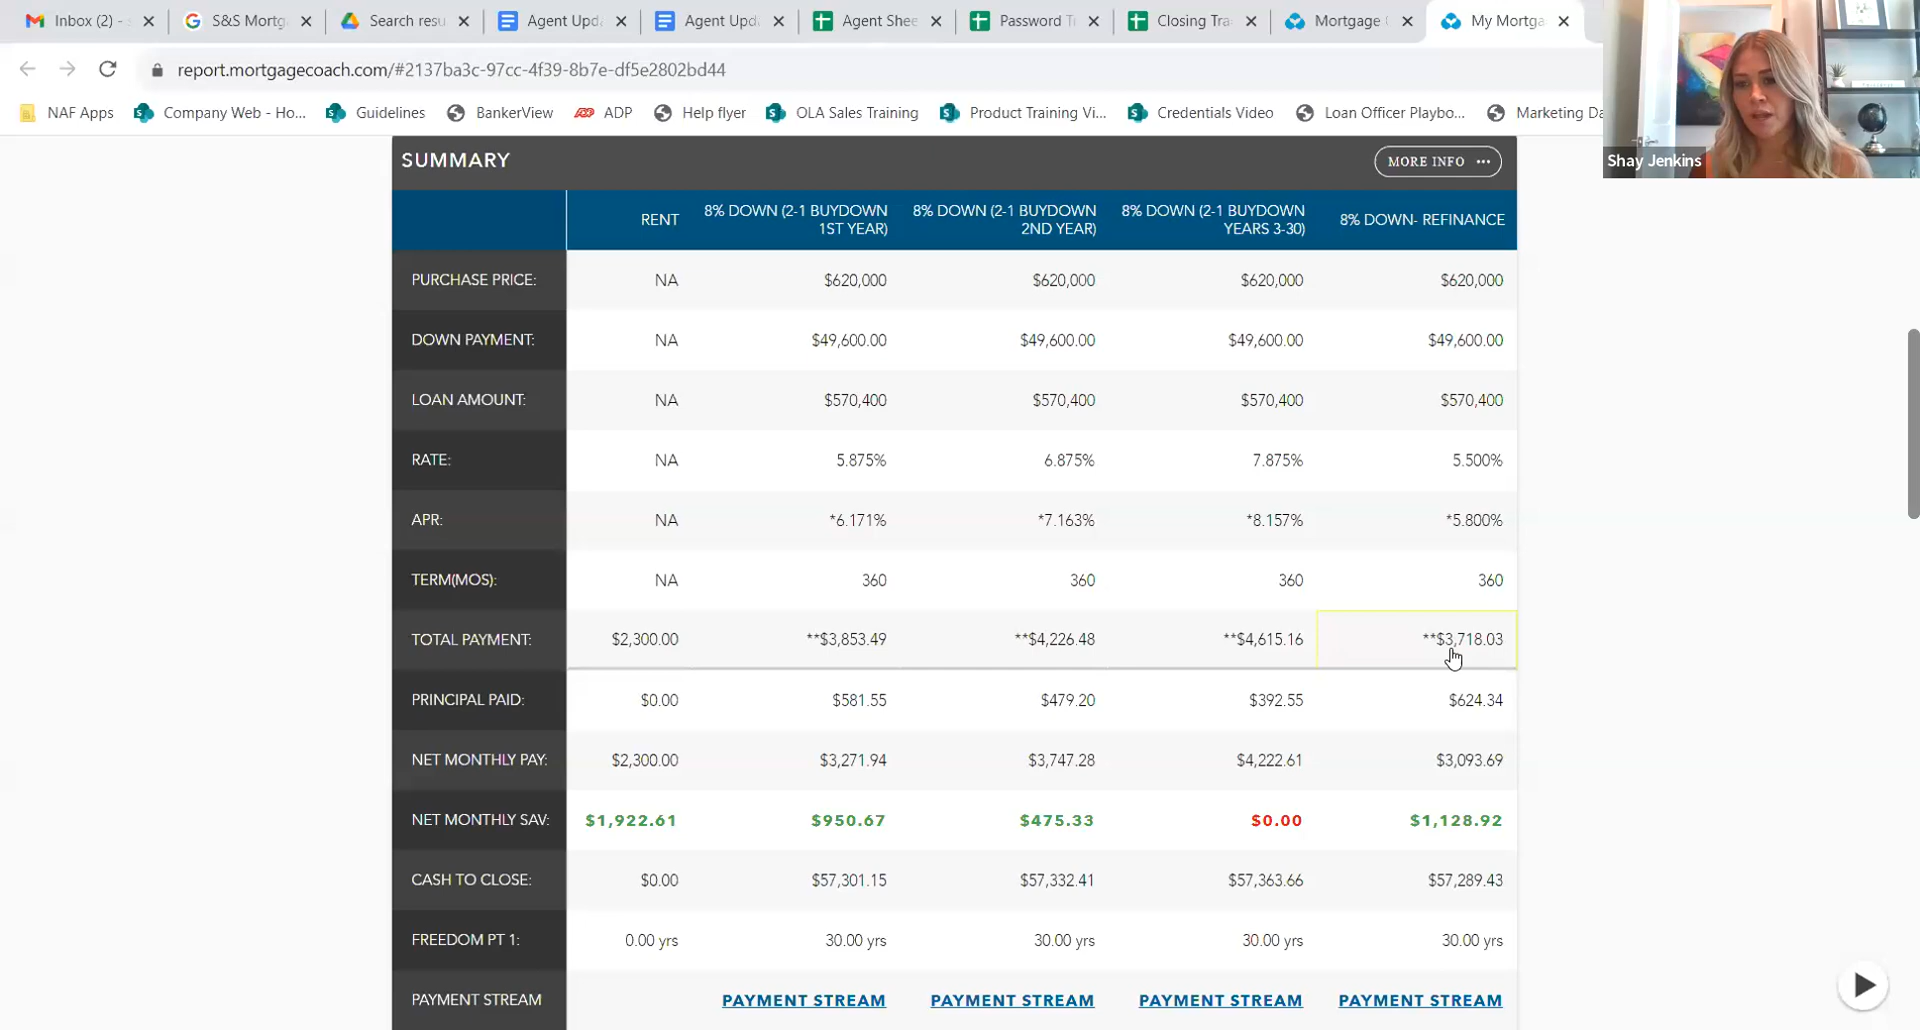 Inbox (2) -
S&S Mortg
Search resu
Agent Upd
Agent Upd
Agent Shee
Password T
Closing Tra
Mortgage
My Mortga
report.mortgagecoach.com/#2137ba3c-97cc-4f39-8b7e-df5e2802bd44
NAF Apps
Company Web - Ho...
Guidelines
BankerView
ADP
Help flyer
OLA Sales Training
Product Training Vi...
Credentials Video
Loan Officer Playbo...
Marketing Da
Shay Jenkins
SUMMARY
MORE INFO ...
RENT
8% DOWN (2-1 BUYDOWN
1ST YEAR)
8% DOWN (2-1 BUYDOWN
2ND YEAR)
8% DOWN (2-1 BUYDOWN
YEARS 3-30)
8% DOWN- REFINANCE
PURCHASE PRICE: NA $620,000 $620,000 $620,000 $620,000
DOWN PAYMENT: NA $49,600.00 $49,600.00 $49,600.00 $49,600.00
LOAN AMOUNT: NA $570,400 $570,400 $570,400 $570,400
RATE: NA 5.875% 6.875% 7.875% 5.500%
APR: NA *6.171% *7.163% *8.157% *5.800%
TERM(MOS): NA 360 360 360 360
TOTAL PAYMENT: $2,300.00 **$3,853.49 **$4,226.48 **$4,615.16 **$3,718.03
PRINCIPAL PAID: $0.00 $581.55 $479.20 $392.55 $624.34
NET MONTHLY PAY: $2,300.00 $3,271.94 $3,747.28 $4,222.61 $3,093.69
NET MONTHLY SAV: $1,922.61 $950.67 $475.33 $0.00 $1,128.92
CASH TO CLOSE: $0.00 $57,301.15 $57,332.41 $57,363.66 $57,289.43
FREEDOM PT 1: 0.00 yrs 30.00 yrs 30.00 yrs 30.00 yrs 30.00 yrs
PAYMENT STREAM PAYMENT STREAM PAYMENT STREAM PAYMENT STREAM PAYMENT STREAM